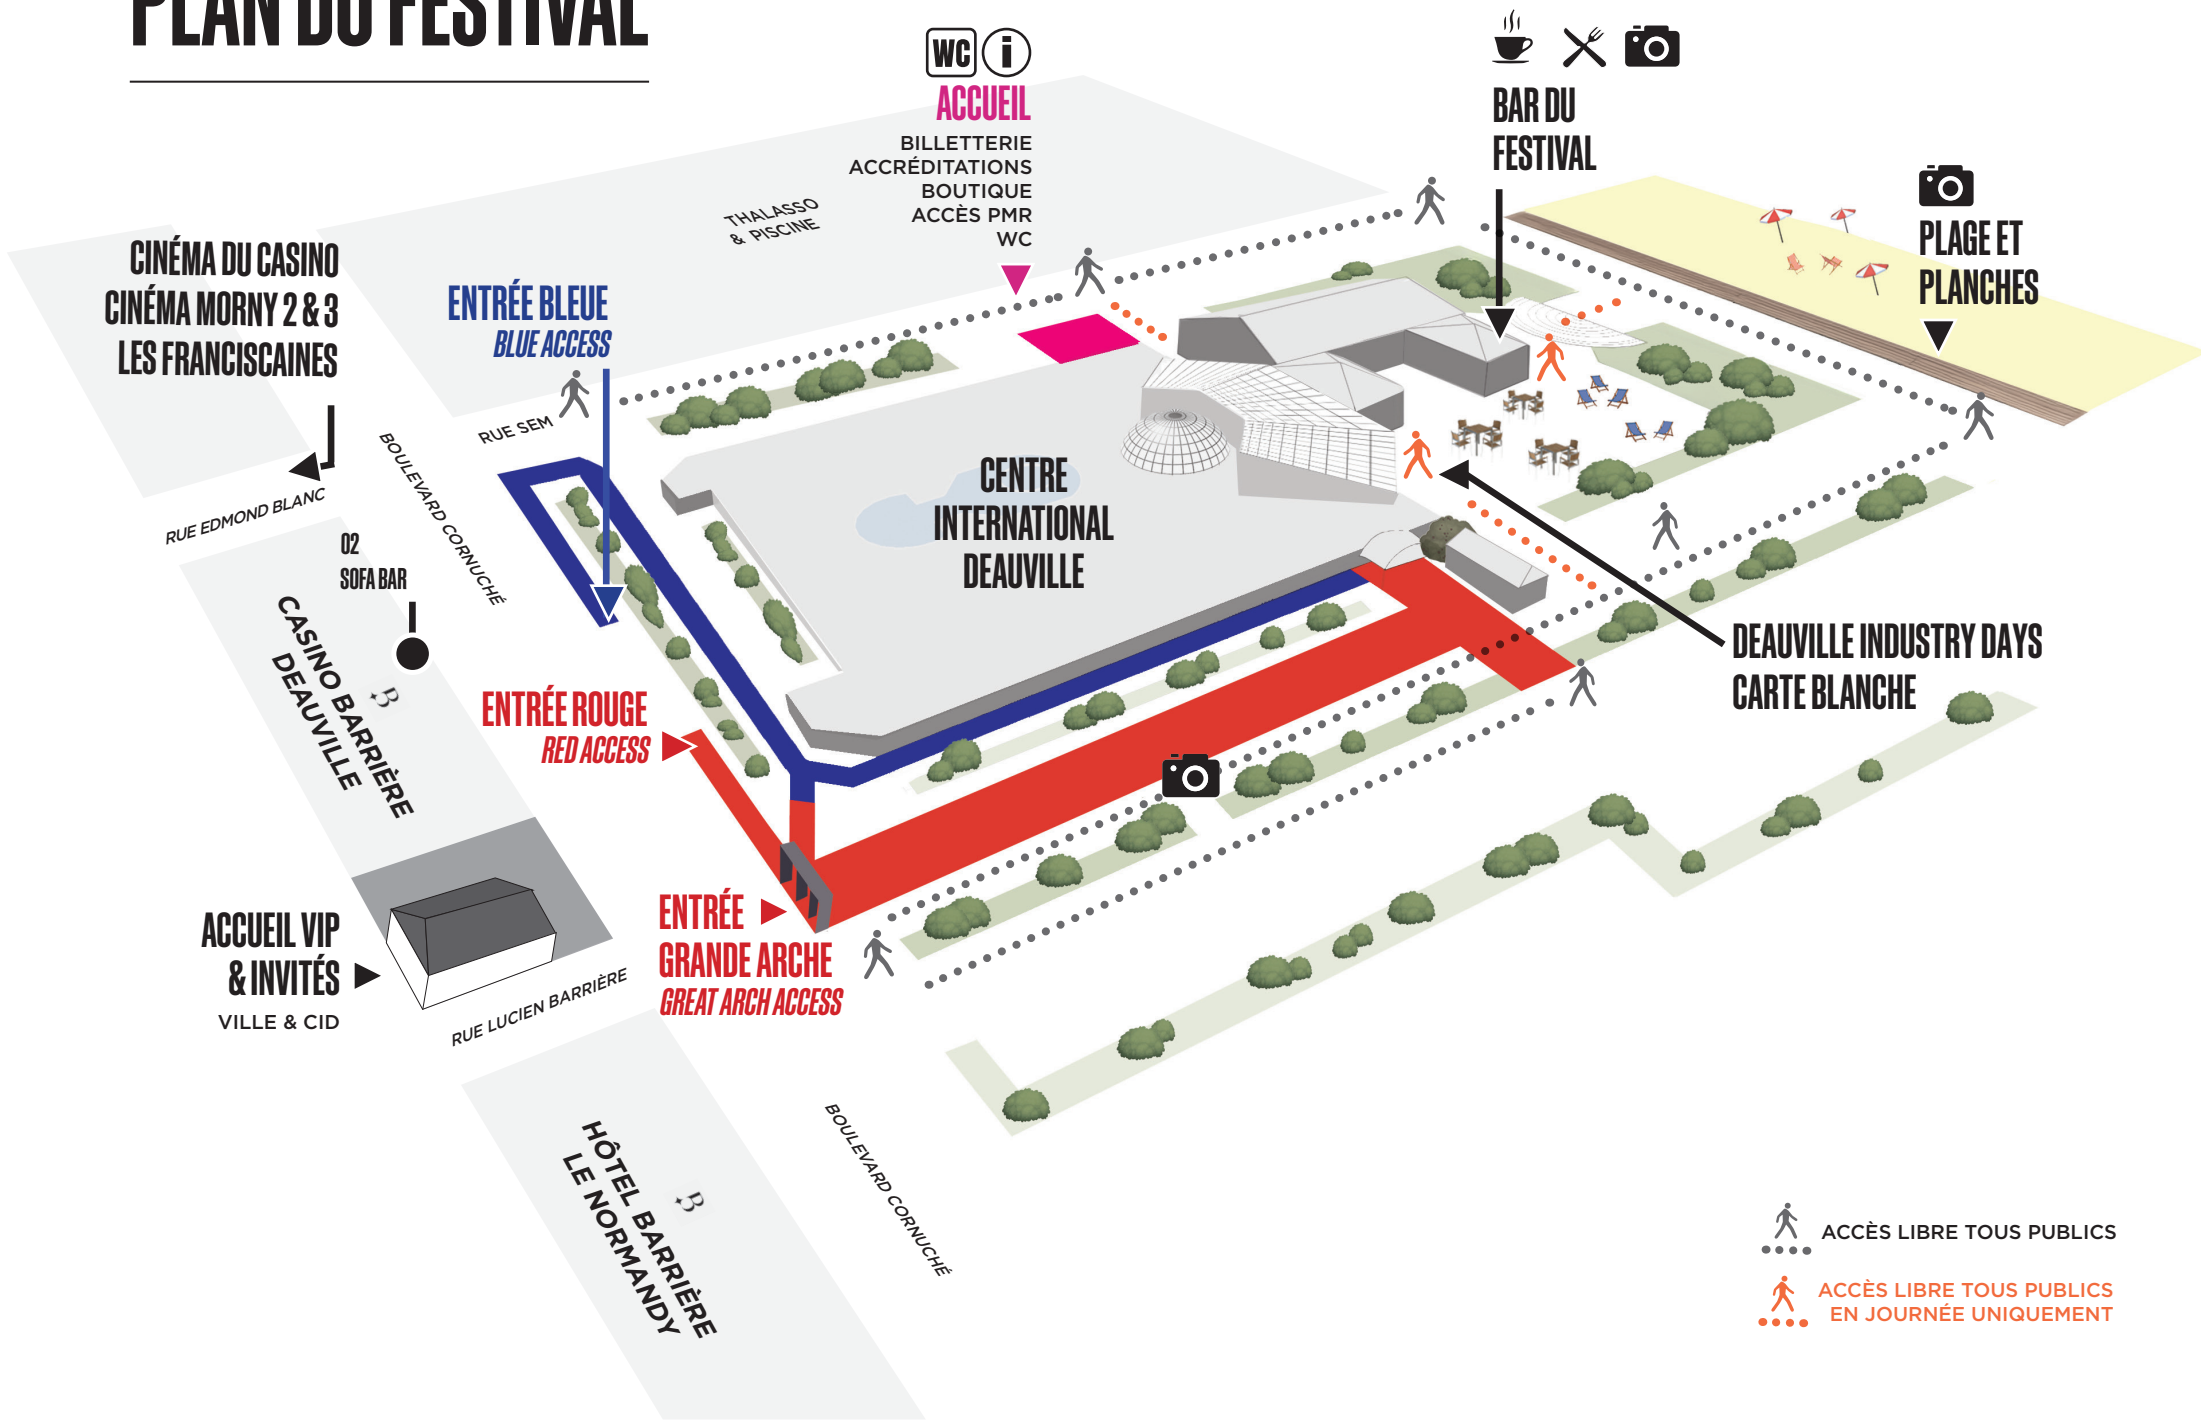 PLAN DU FESTIVAL
WC i
ACCUEIL
BILLETTERIE
ACCRÉDITATIONS
BOUTIQUE
ACCÈS PMR
WC
BAR DU
FESTIVAL
PLAGE ET
PLANCHES
THALASSO
& PISCINE
CINÉMA DU CASINO
CINÉMA MORNY 2 & 3
LES FRANCISCAINES
ENTRÉE BLEUE
BLUE ACCESS
RUE SEM
BOULEVARD CORNUCHÉ
RUE EDMOND BLANC
02
SOFA BAR
CENTRE
INTERNATIONAL
DEAUVILLE
CASINO BARRIÈRE
DEAUVILLE
B
ENTRÉE ROUGE
RED ACCESS
DEAUVILLE INDUSTRY DAYS
CARTE BLANCHE
ACCUEIL VIP
& INVITÉS
VILLE & CID
ENTRÉE
GRANDE ARCHE
GREAT ARCH ACCESS
RUE LUCIEN BARRIÈRE
HÔTEL BARRIÈRE
LE NORMANDY
B
BOULEVARD CORNUCHÉ
ACCÈS LIBRE TOUS PUBLICS
ACCÈS LIBRE TOUS PUBLICS
EN JOURNÉE UNIQUEMENT